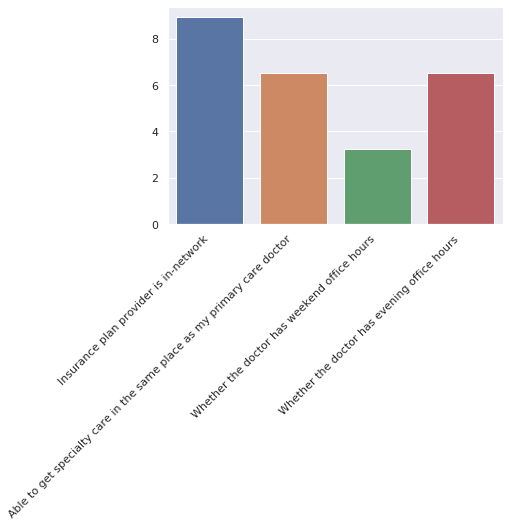 8
6
4
2
0
Insurance plan provider is in-network
Able to get specialty care in the same place as my primary care doctor
Whether the doctor has weekend office hours
Whether the doctor has evening office hours